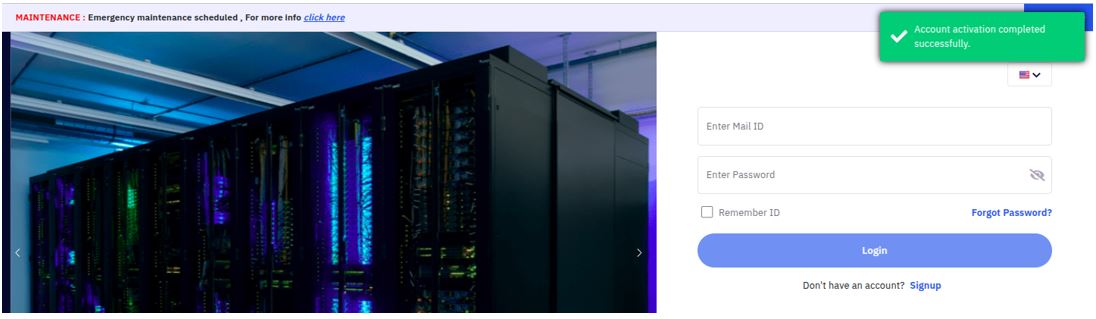 MAINTENANCE : Emergency maintenance scheduled , For more info click here
Account activation completed
successfully.
Enter Mail ID
Enter Password
Remember ID
Forgot Password?
Login
Don't have an account? Signup